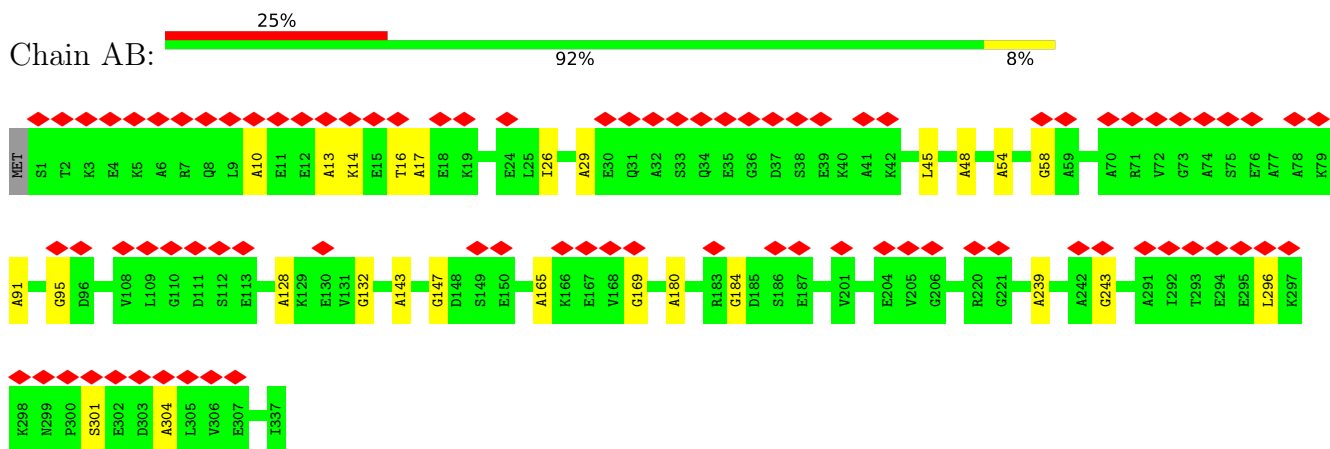 25%
Chain AB:
92% 8%
MET S1 T2 K3 E4 K5 A6 R7 Q8 L9 A10 E11 E12 A13 K14 E15 T16 A17 E18 K19 E24 L25 I26 A29 E30 Q31 A32 S33 Q34 E35 G36 D37 S38 E39 K40 A41 K42 L45 A48 A54 G58 A59 A70 R71 V72 G73 A74 S75 E76 A77 A78 K79
A91 G95 D96 V108 L109 G110 D111 S112 E113 A128 K129 E130 V131 G132 A143 G147 D148 S149 E150 A165 K166 E167 V168 G169 A180 R183 G184 D185 S186 E187 V201 E204 V205 G206 R220 G221 A239 A242 G243 A291 I292 T293 E294 E295 L296 K297
K298 N299 P300 S301 E302 D303 A304 L305 V306 E307 I337